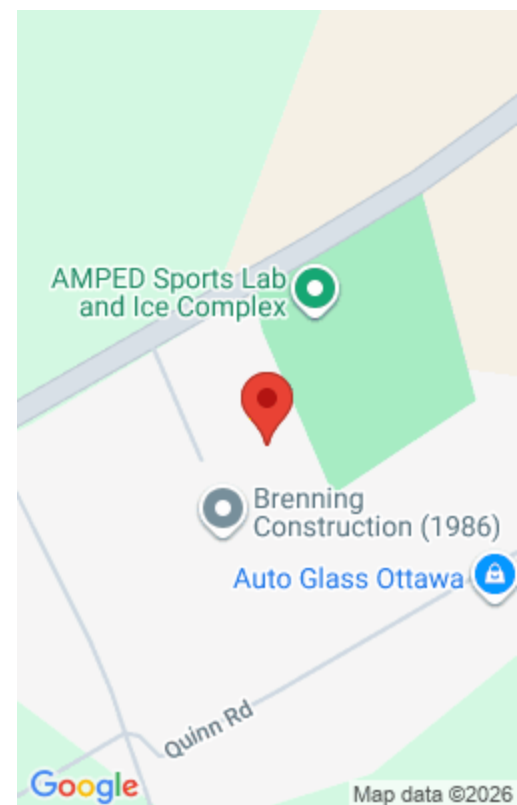 AMPED Sports Lab
and Ice Complex
Brenning
Construction (1986)
Auto Glass Ottawa
Quinn Rd
Google
Map data ©2026